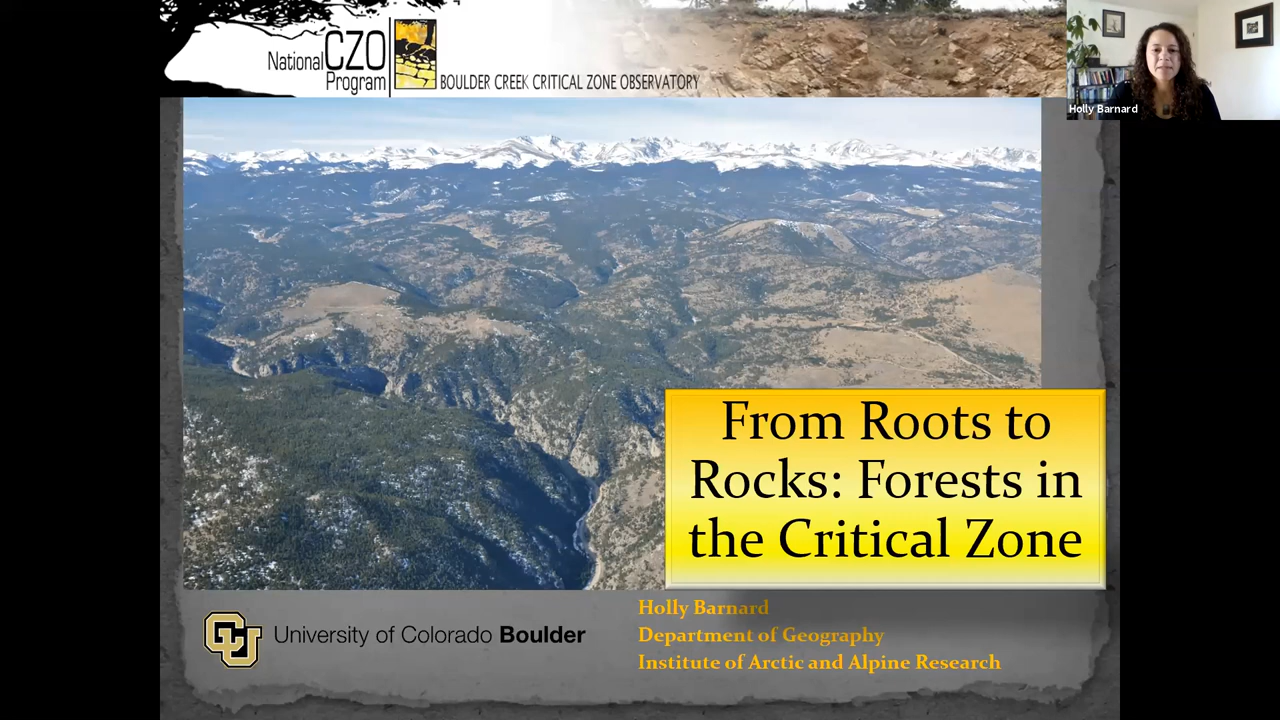 National
CZO
Program
BOULDER CREEK CRITICAL ZONE OBSERVATORY
Holly Barnard
From Roots to
Rocks: Forests in
the Critical Zone
CU
University of Colorado Boulder
Holly Barnard
Department of Geography
Institute of Arctic and Alpine Research